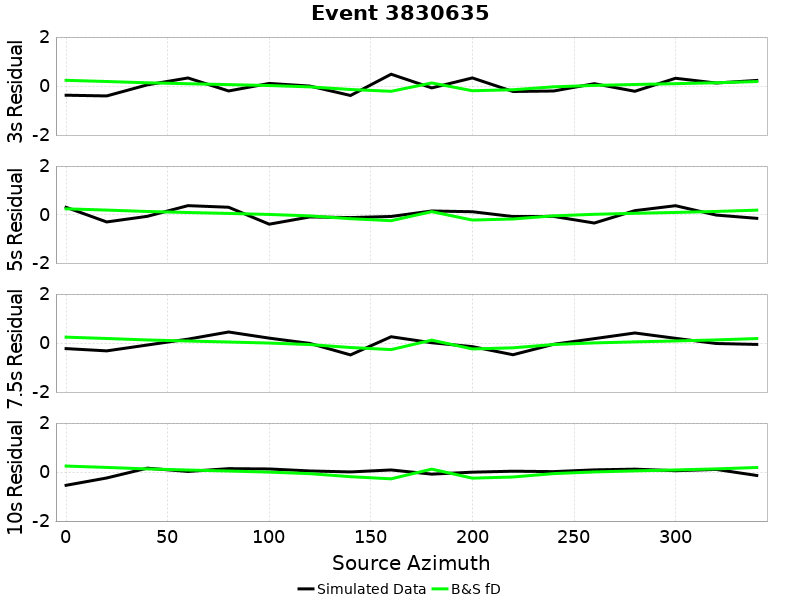 Event 3830635
3s Residual
2
0
-2
5s Residual
2
0
-2
7.5s Residual
2
0
-2
10s Residual
2
0
-2
0 50 100 150 200 250 300
Source Azimuth
Simulated Data B&S fD